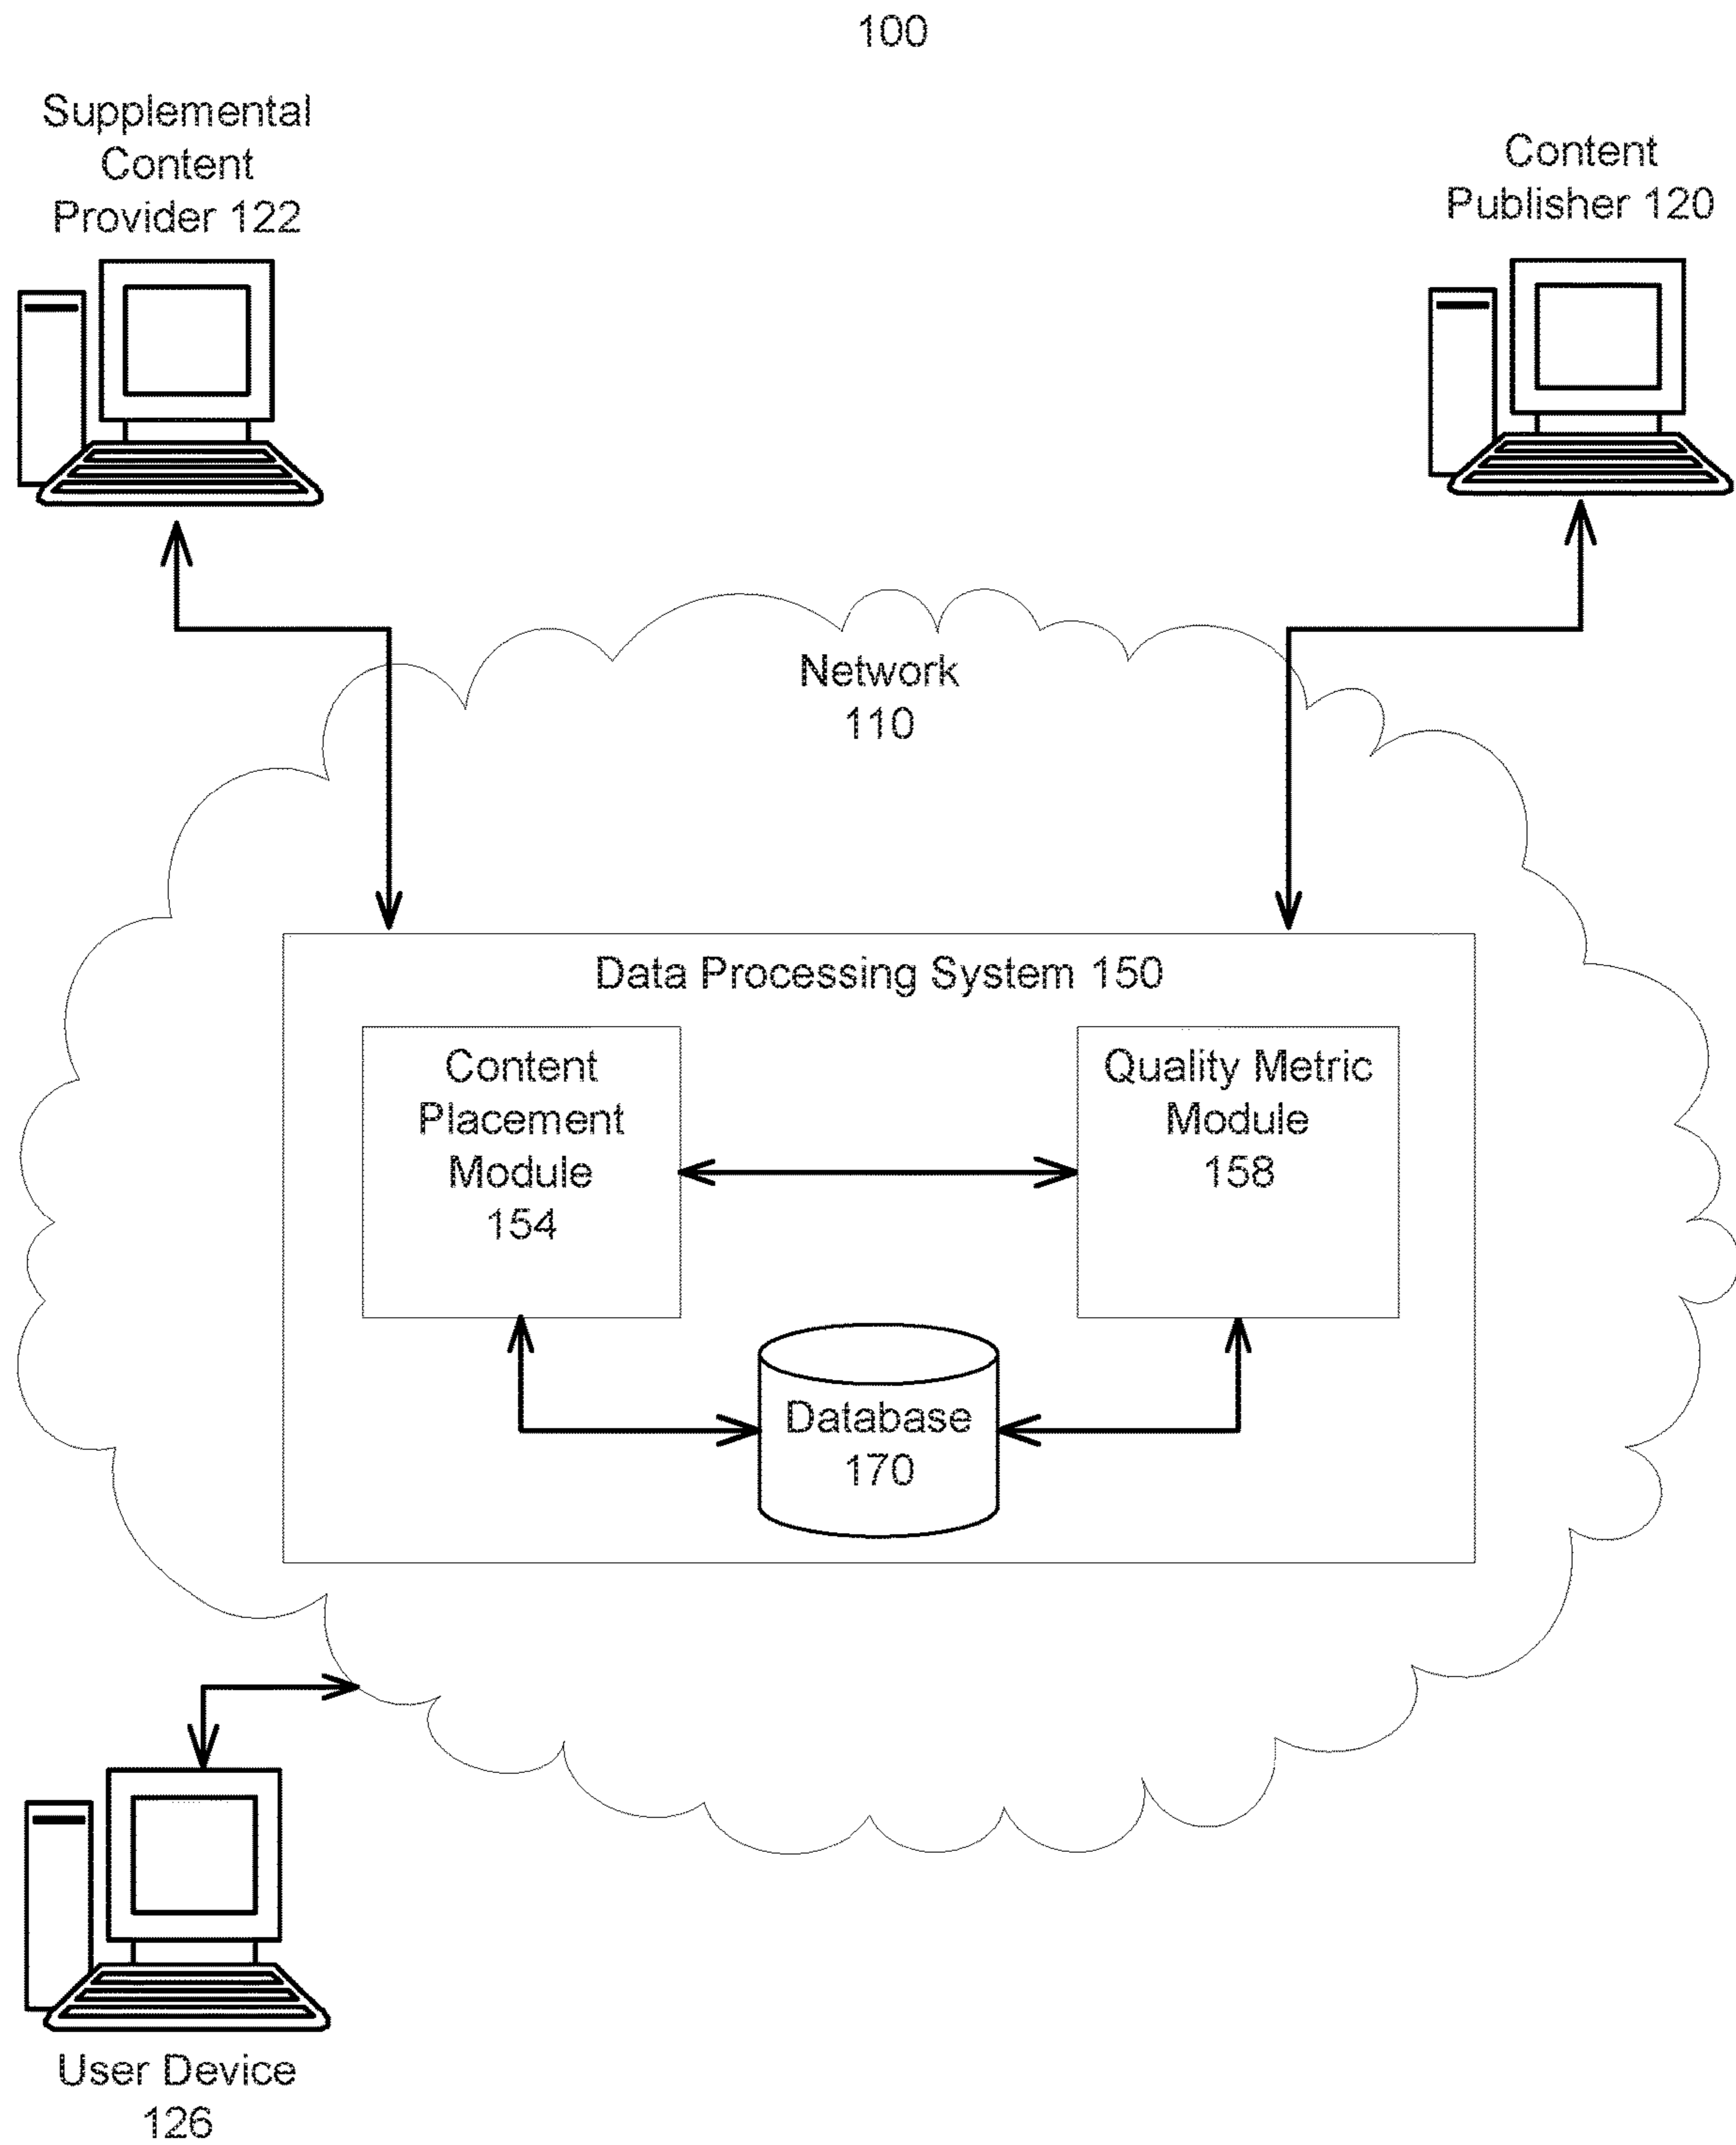 100
Supplemental
Content
Provider 122
Content
Publisher 120
Network
110
Data Processing System 150
Content
Placement
Module
154
Quality Metric
Module
158
Database
170
User Device
126